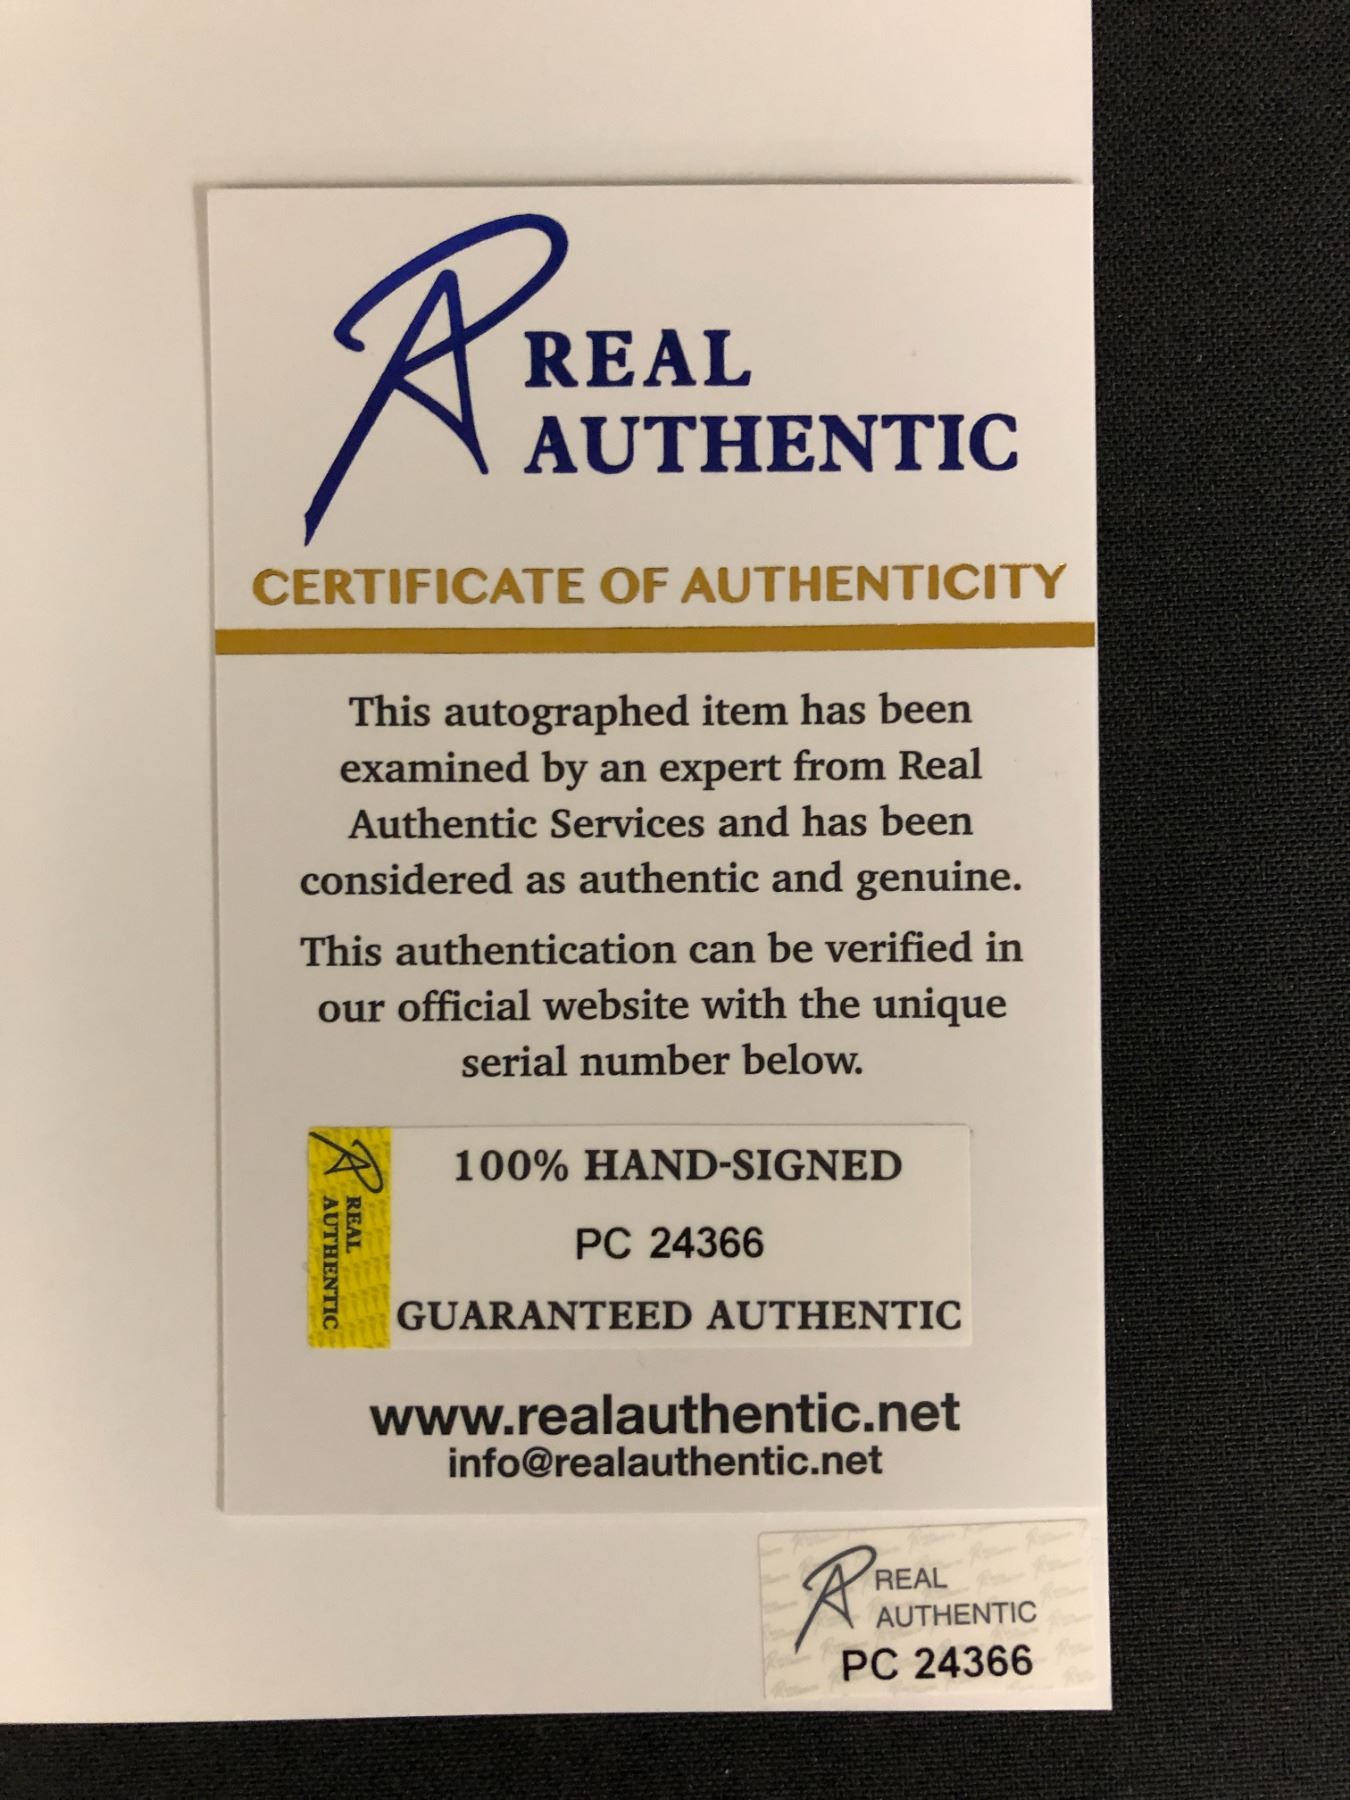 REAL
AUTHENTIC
CERTIFICATE OF AUTHENTICITY
This autographed item has been
examined by an expert from Real
Authentic Services and has been
considered as authentic and genuine.
This authentication can be verified in
our official website with the unique
serial number below.
REAL
AUTHENTIC
100% HAND-SIGNED
PC 24366
GUARANTEED AUTHENTIC
www.realauthentic.net
info@realauthentic.net
REAL
AUTHENTIC
PC 24366